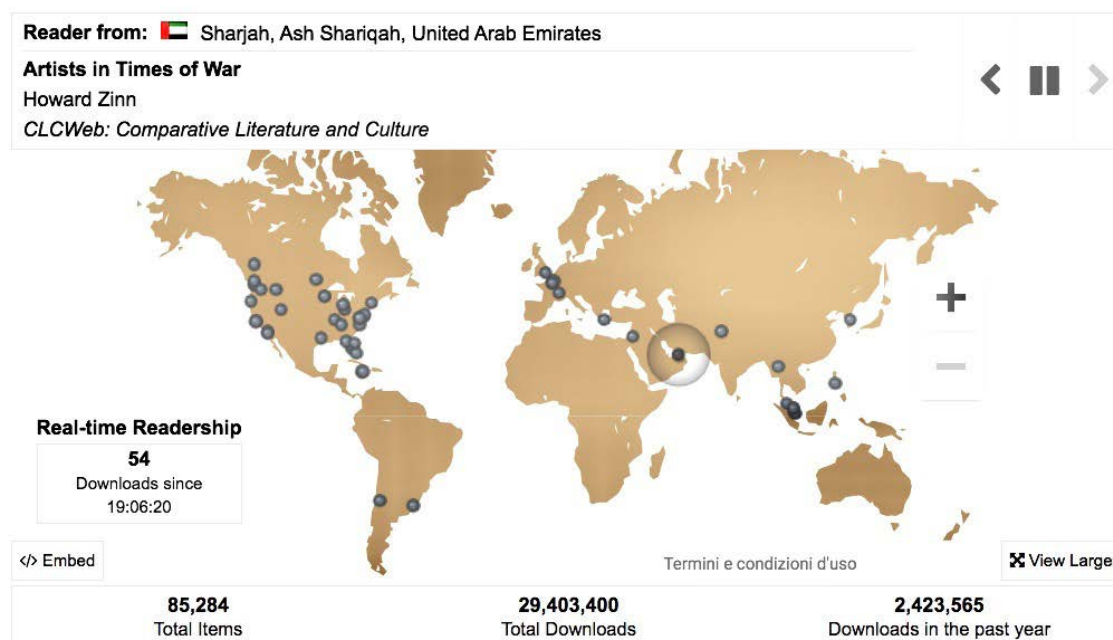 Reader from: Sharjah, Ash Shariqah, United Arab Emirates
Artists in Times of War
Howard Zinn
CLCWeb: Comparative Literature and Culture
Real-time Readership
54
Downloads since
19:06:20
</> Embed
Termini e condizioni d'uso
View Large
85,284
Total Items
29,403,400
Total Downloads
2,423,565
Downloads in the past year